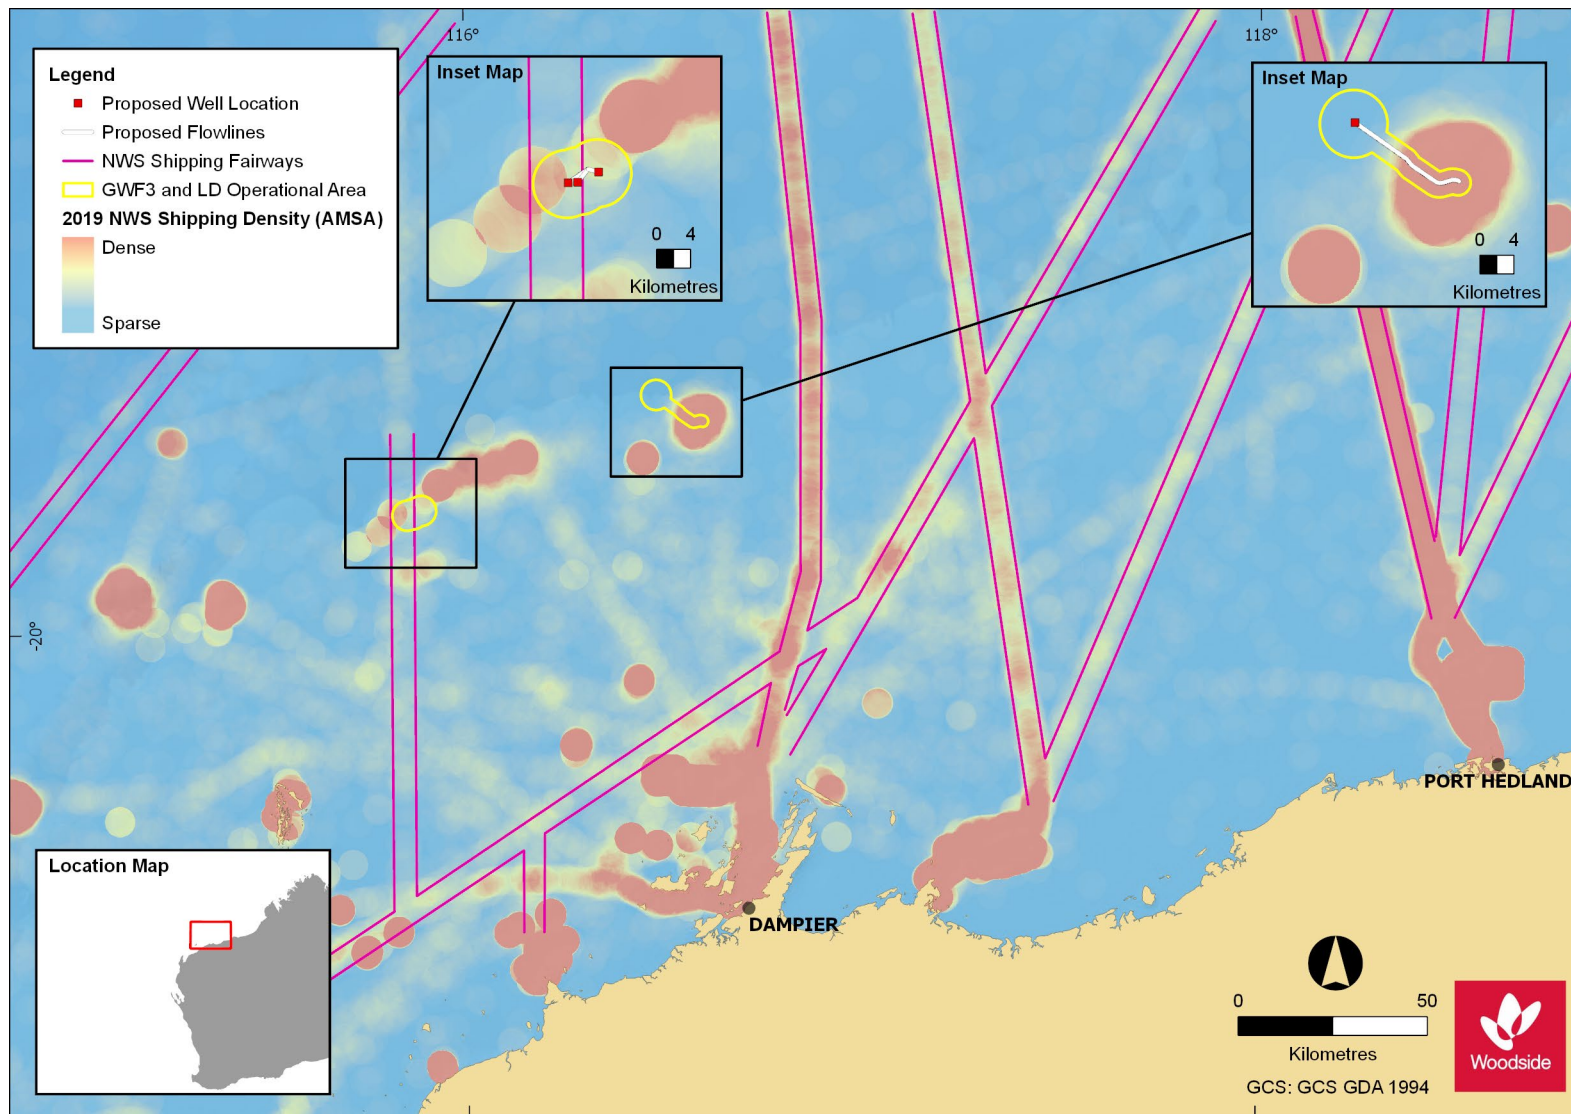 116°
118°
Legend
Proposed Well Location
Proposed Flowlines
NWS Shipping Fairways
GWF3 and LD Operational Area
2019 NWS Shipping Density (AMSA)
Dense
Sparse
Inset Map
0 4
Kilometres
Inset Map
0 4
Kilometres
-20°
PORT HEDLAND
DAMPIER
Location Map
0 50
Kilometres
GCS: GCS GDA 1994
Woodside